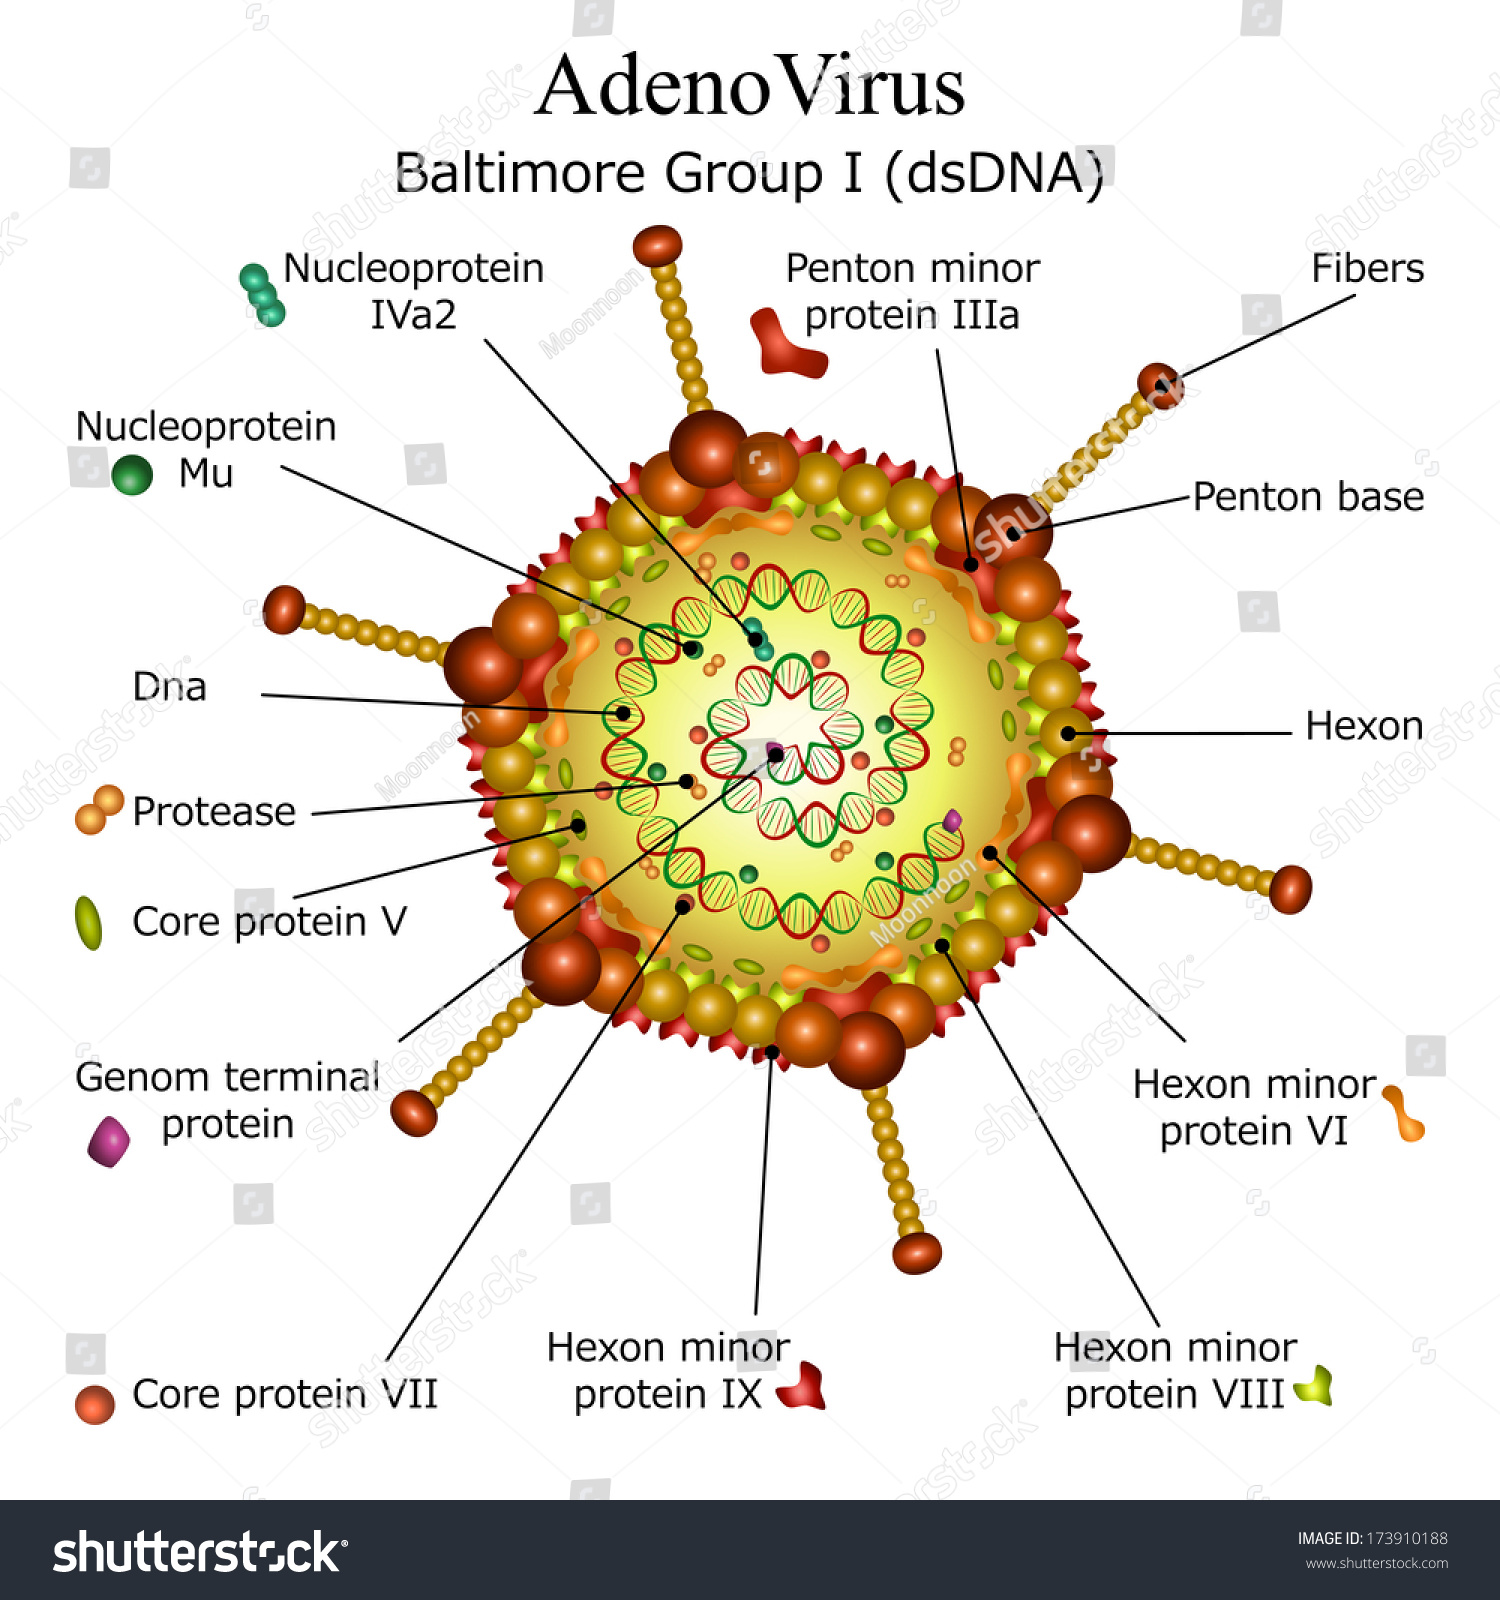 AdenoVirus
Baltimore Group I (dsDNA)
Nucleoprotein
IVa2
Penton minor
protein IIIa
Fibers
Nucleoprotein
Mu
Penton base
Dna
Hexon
Protease
Core protein V
Genom terminal
protein
Hexon minor
protein VI
Core protein VII
Hexon minor
protein IX
Hexon minor
protein VIII
shutterstock
Moonnoon
shutterstock
IMAGE ID: 173910188
www.shutterstock.com